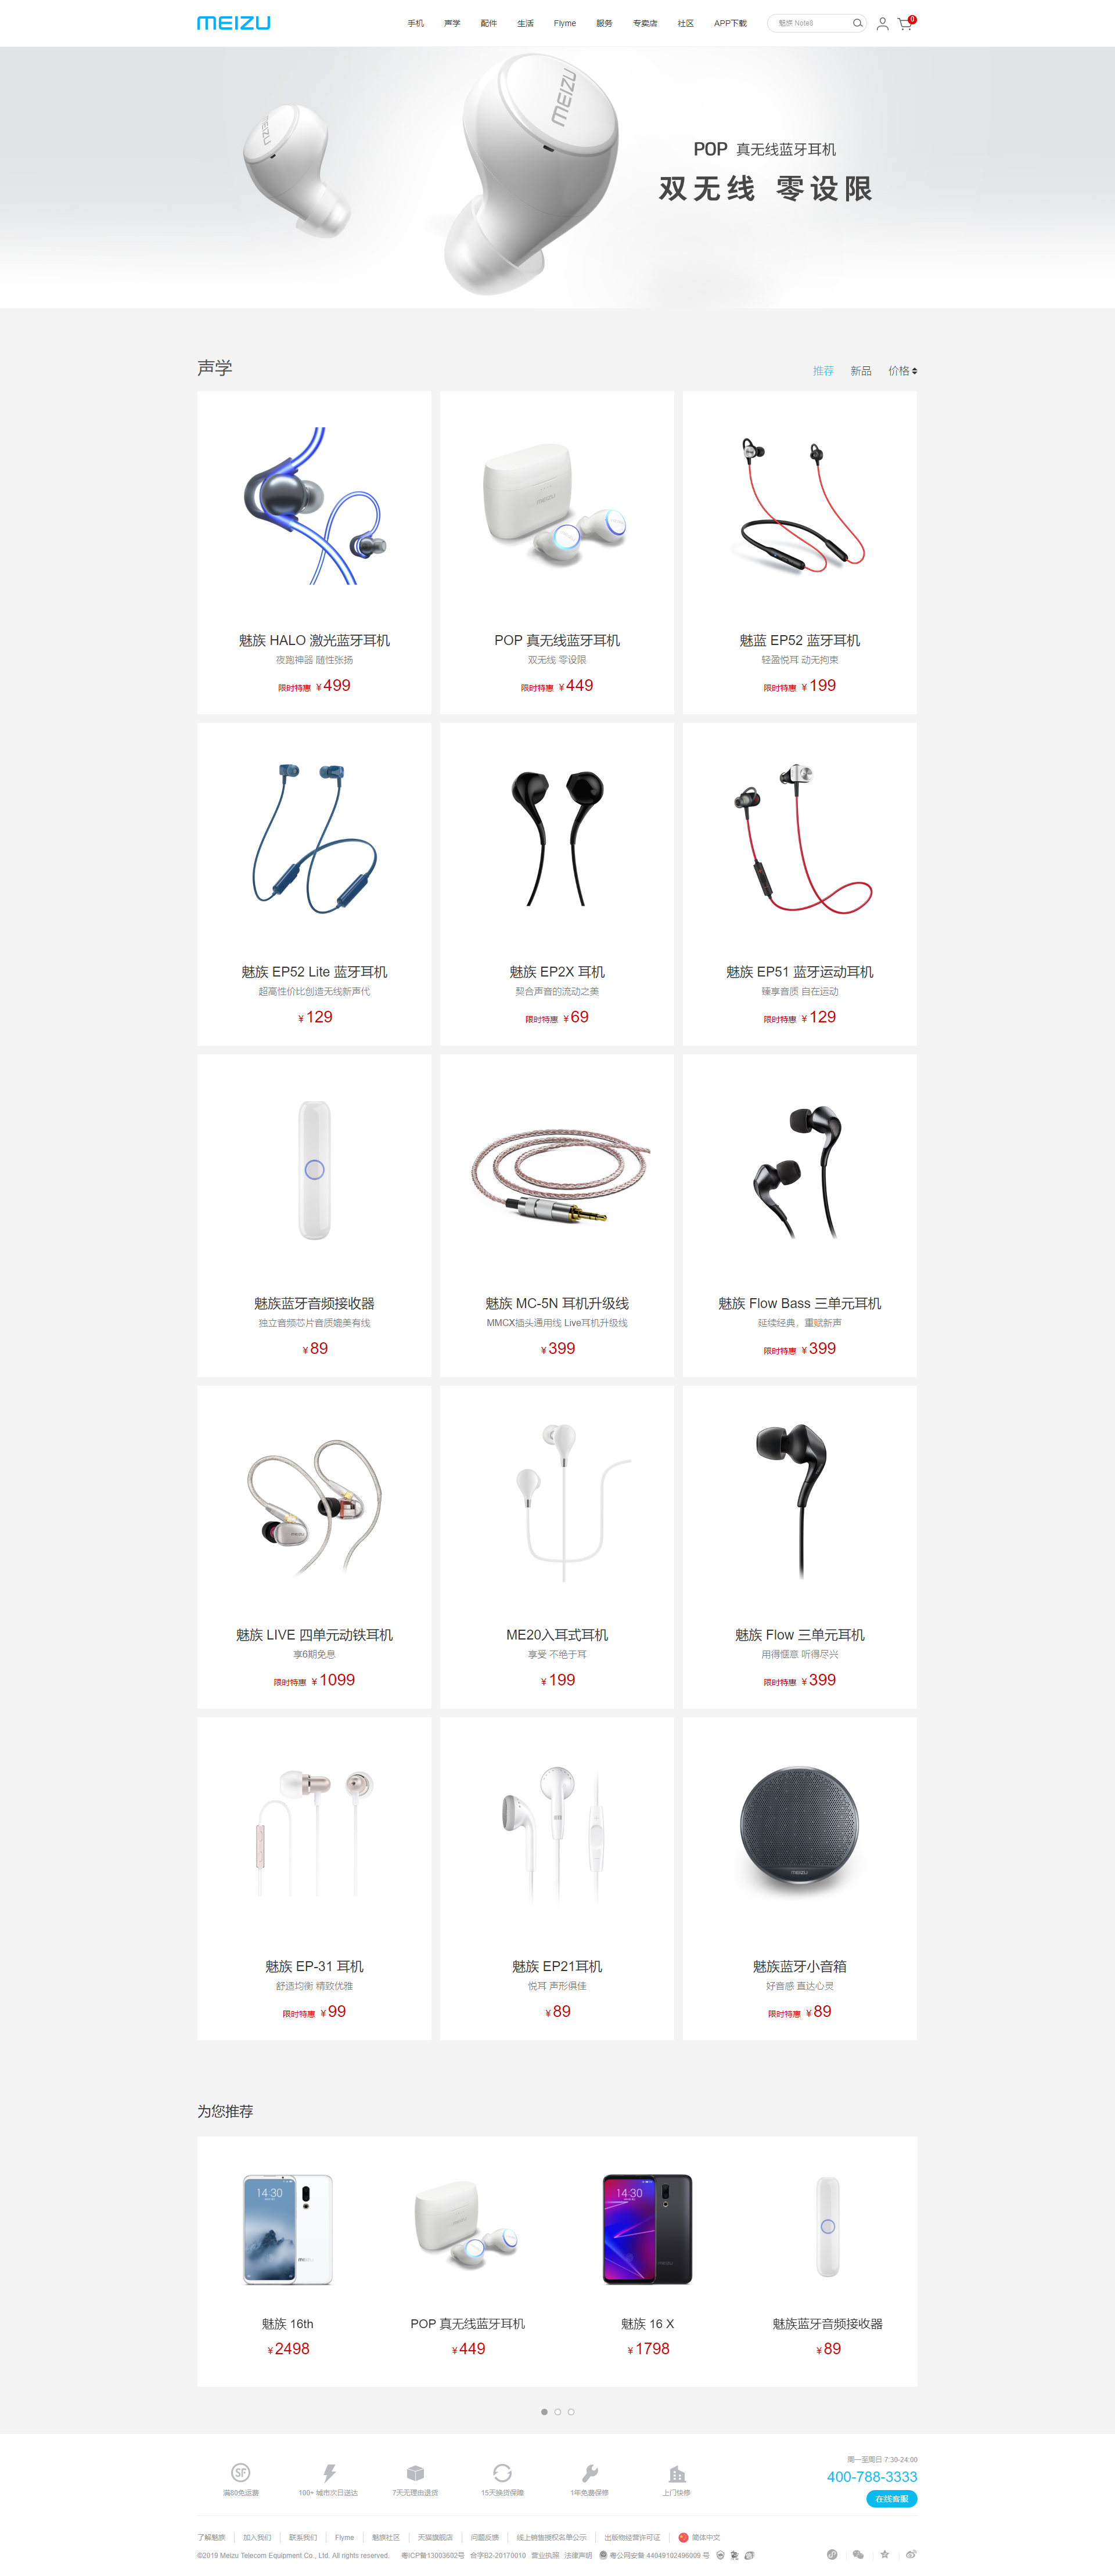 MEIZU
手机 声学 配件 生活 Flyme 服务 专卖店 社区 APP下载 魅族 Note8 0
MEIZU
MEIZU
POP 真无线蓝牙耳机
双无线 零设限
声学
推荐 新品 价格
MEIZU
魅族 HALO 激光蓝牙耳机
夜跑神器 随性张扬
限时特惠 ¥499
POP 真无线蓝牙耳机
双无线 零设限
限时特惠 ¥449
魅蓝 EP52 蓝牙耳机
轻盈悦耳 动无拘束
限时特惠 ¥199
魅族 EP52 Lite 蓝牙耳机
超高性价比创造无线新声代
¥129
魅族 EP2X 耳机
契合声音的流动之美
限时特惠 ¥69
魅族 EP51 蓝牙运动耳机
臻享音质 自在运动
限时特惠 ¥129
魅族蓝牙音频接收器
独立音频芯片音质媲美有线
¥89
魅族 MC-5N 耳机升级线
MMCX插头通用线 Live耳机升级线
¥399
魅族 Flow Bass 三单元耳机
延续经典，重赋新声
限时特惠 ¥399
MEIZU
魅族 LIVE 四单元动铁耳机
享6期免息
限时特惠 ¥1099
ME20入耳式耳机
享受 不绝于耳
¥199
魅族 Flow 三单元耳机
用得惬意 听得尽兴
限时特惠 ¥399
MEIZU
魅族 EP-31 耳机
舒适均衡 精致优雅
限时特惠 ¥99
魅族 EP21耳机
悦耳 声形俱佳
¥89
魅族蓝牙小音箱
好音感 直达心灵
限时特惠 ¥89
为您推荐
14:30
MEIZU
14:30
魅族 16th
¥2498
POP 真无线蓝牙耳机
¥449
魅族 16 X
¥1798
魅族蓝牙音频接收器
¥89
SF
满80免运费
100+ 城市次日送达
7天无理由退货
15天换货保障
1年免费保修
上门快修
周一至周日 7:30-24:00
400-788-3333
在线客服
了解魅族 加入我们 联系我们 Flyme 魅族社区 天猫旗舰店 问题反馈 线上销售授权名单公示 出版物经营许可证 简体中文
©2019 Meizu Telecom Equipment Co., Ltd. All rights reserved. 粤ICP备13003602号 合字B2-20170010 营业执照 法律声明 粤公网安备 44049102496009 号